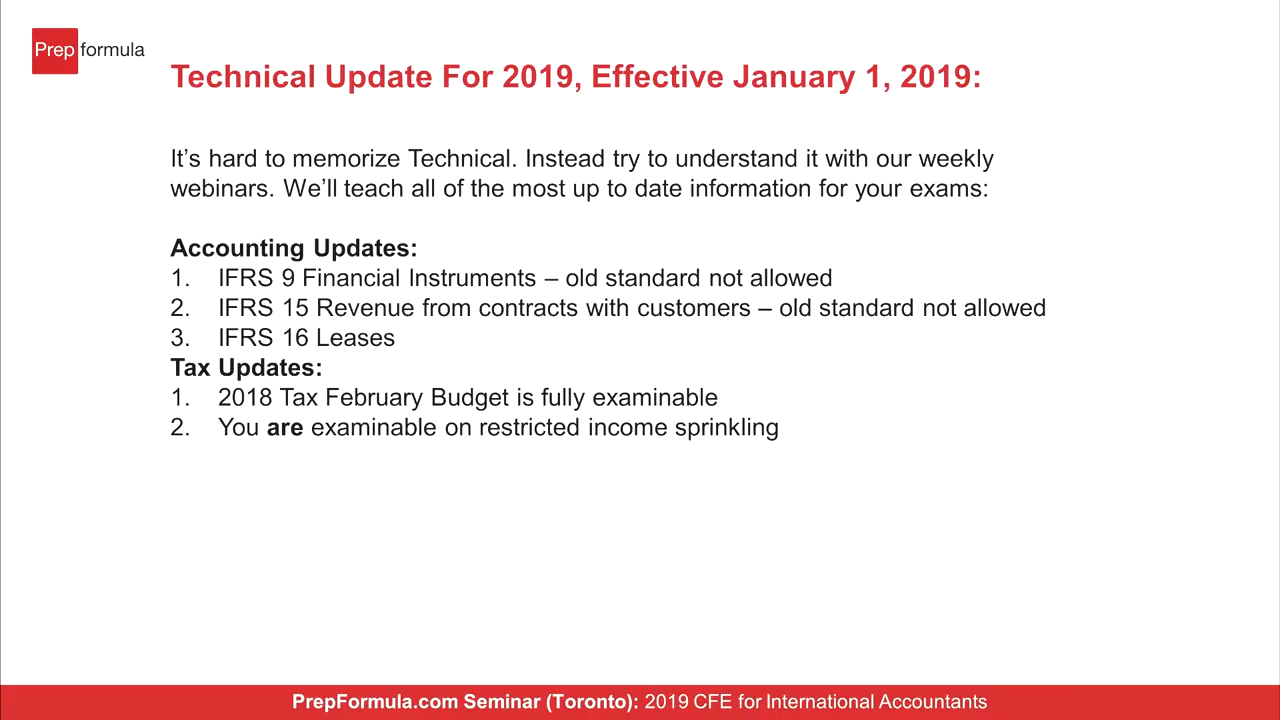 Prep formula
Technical Update For 2019, Effective January 1, 2019:
It’s hard to memorize Technical. Instead try to understand it with our weekly
webinars. We’ll teach all of the most up to date information for your exams:
Accounting Updates:
1. IFRS 9 Financial Instruments – old standard not allowed
2. IFRS 15 Revenue from contracts with customers – old standard not allowed
3. IFRS 16 Leases
Tax Updates:
1. 2018 Tax February Budget is fully examinable
2. You are examinable on restricted income sprinkling
PrepFormula.com Seminar (Toronto): 2019 CFE for International Accountants